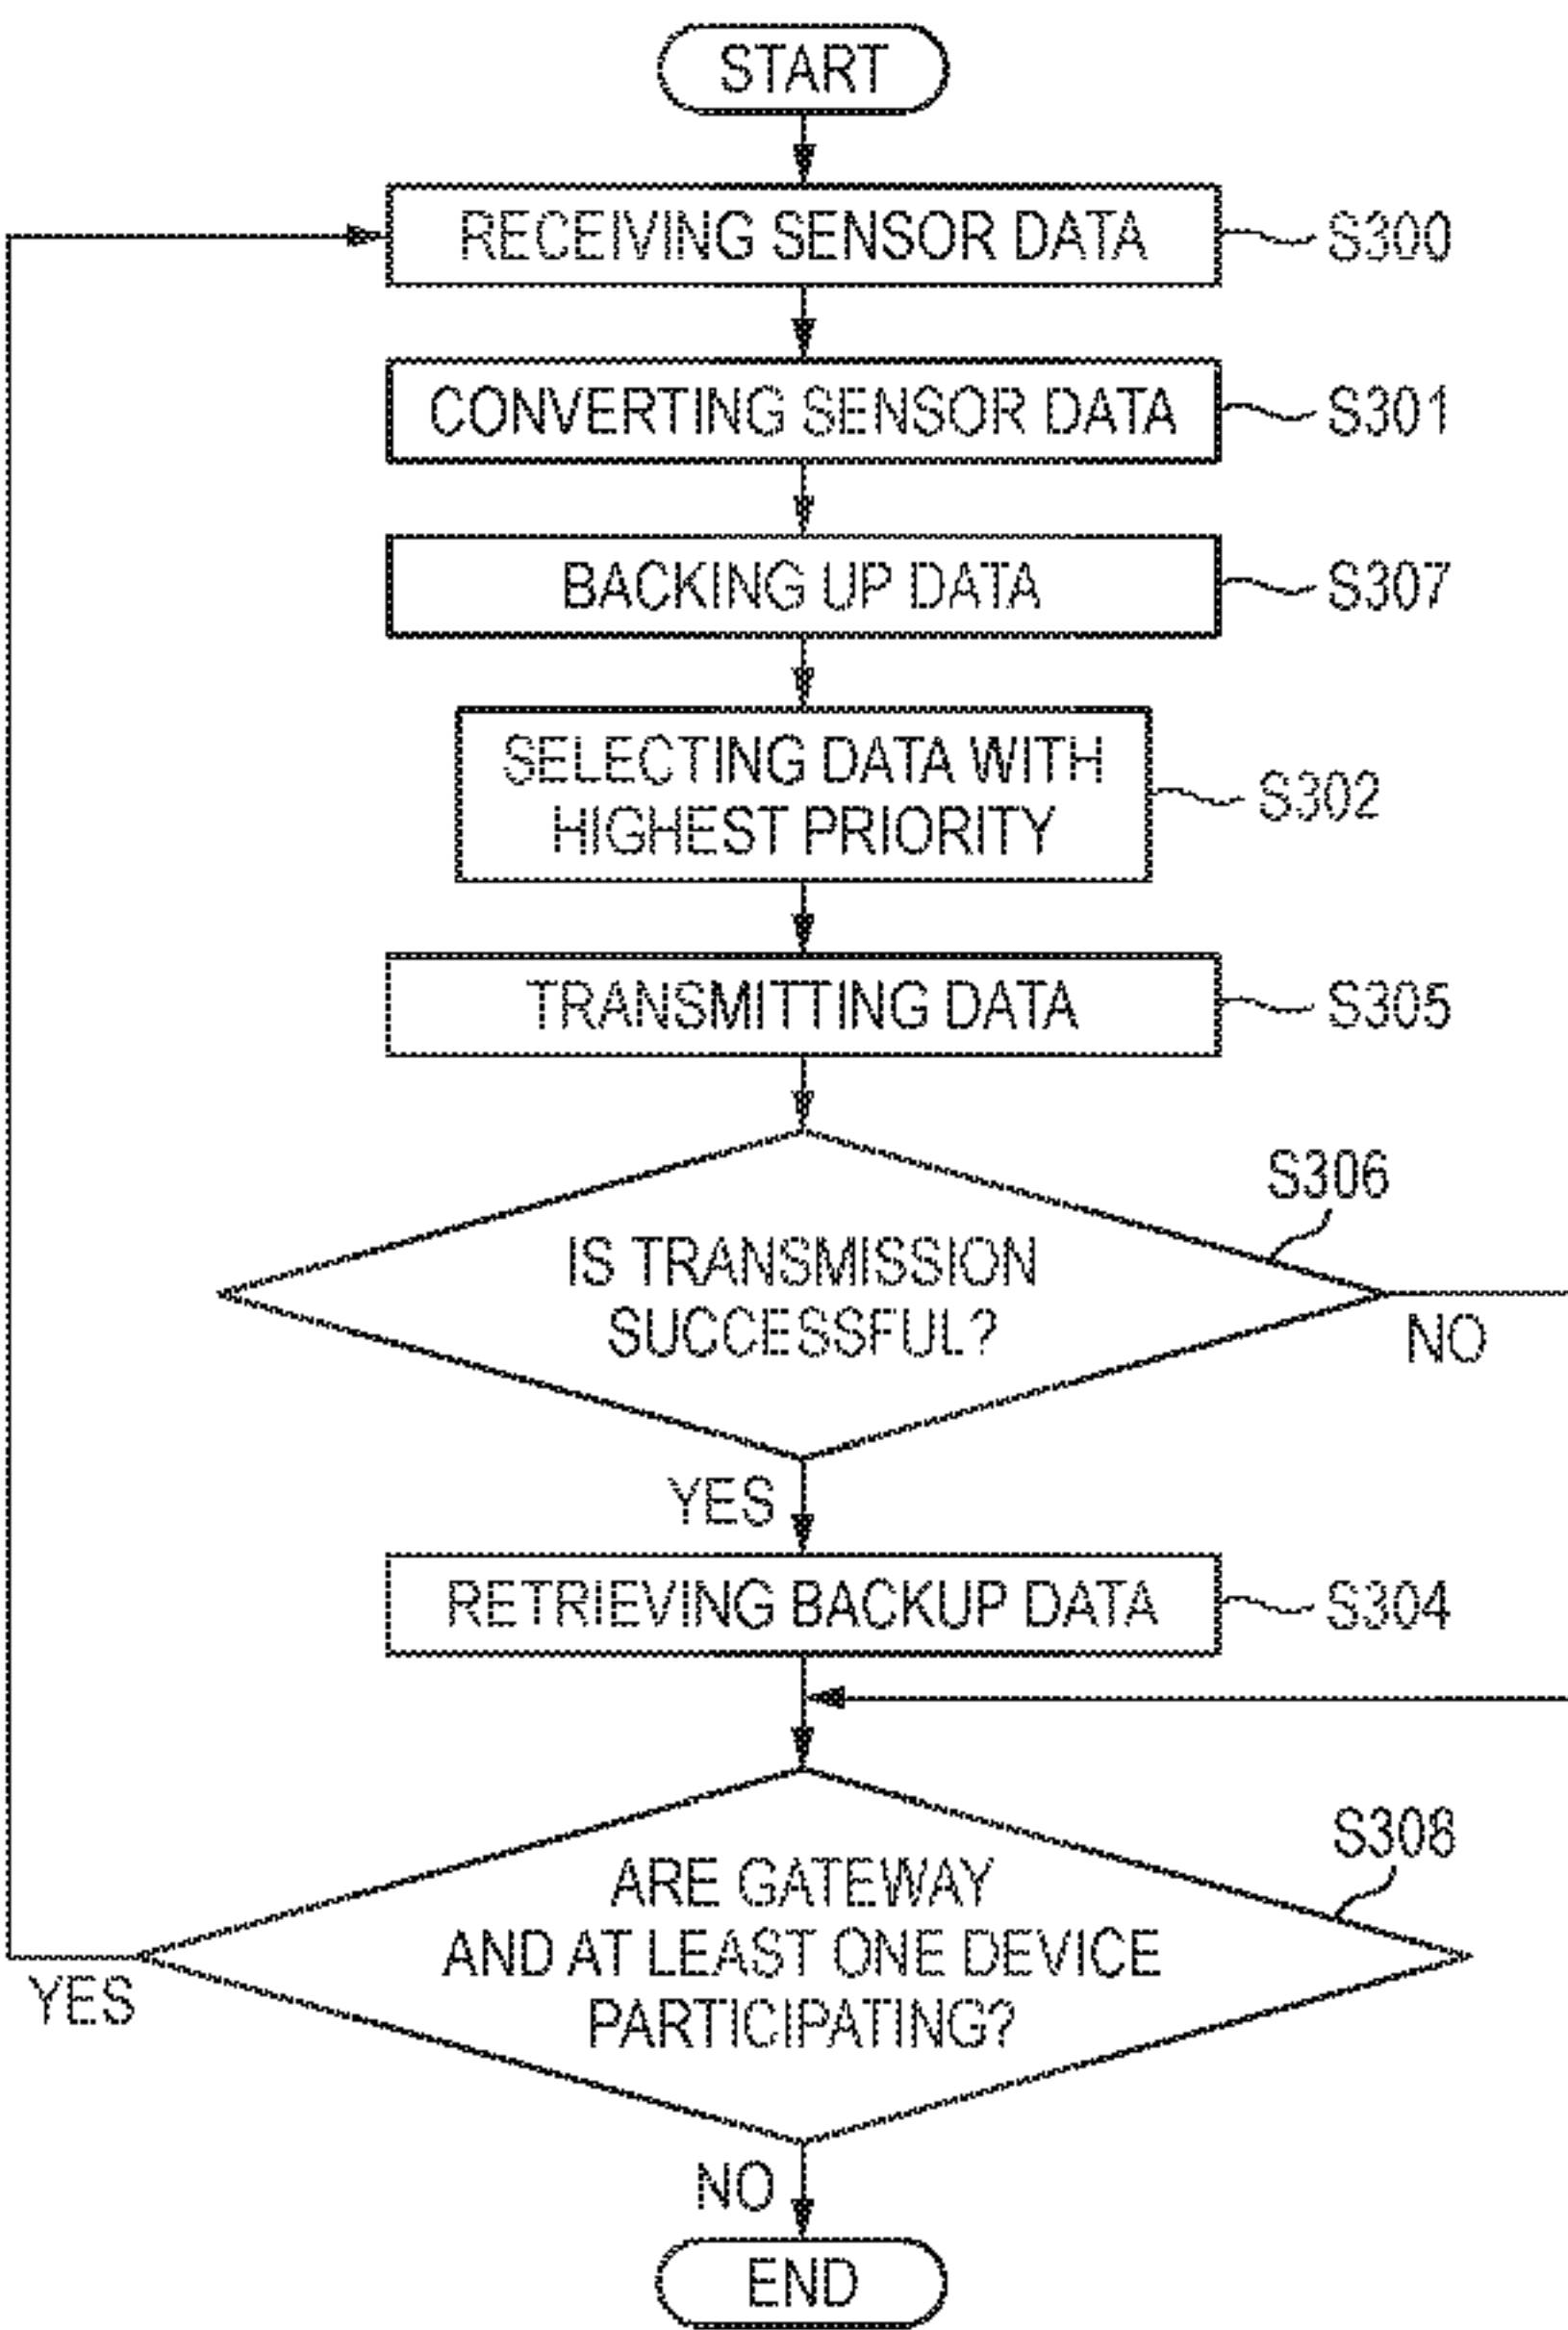 START
RECEIVING SENSOR DATA
S300
CONVERTING SENSOR DATA
S301
BACKING UP DATA
S307
SELECTING DATA WITH
HIGHEST PRIORITY
S302
TRANSMITTING DATA
S305
S306
IS TRANSMISSION
SUCCESSFUL?
NO
YES
RETRIEVING BACKUP DATA
S304
S308
ARE GATEWAY
AND AT LEAST ONE DEVICE
PARTICIPATING?
YES
NO
END